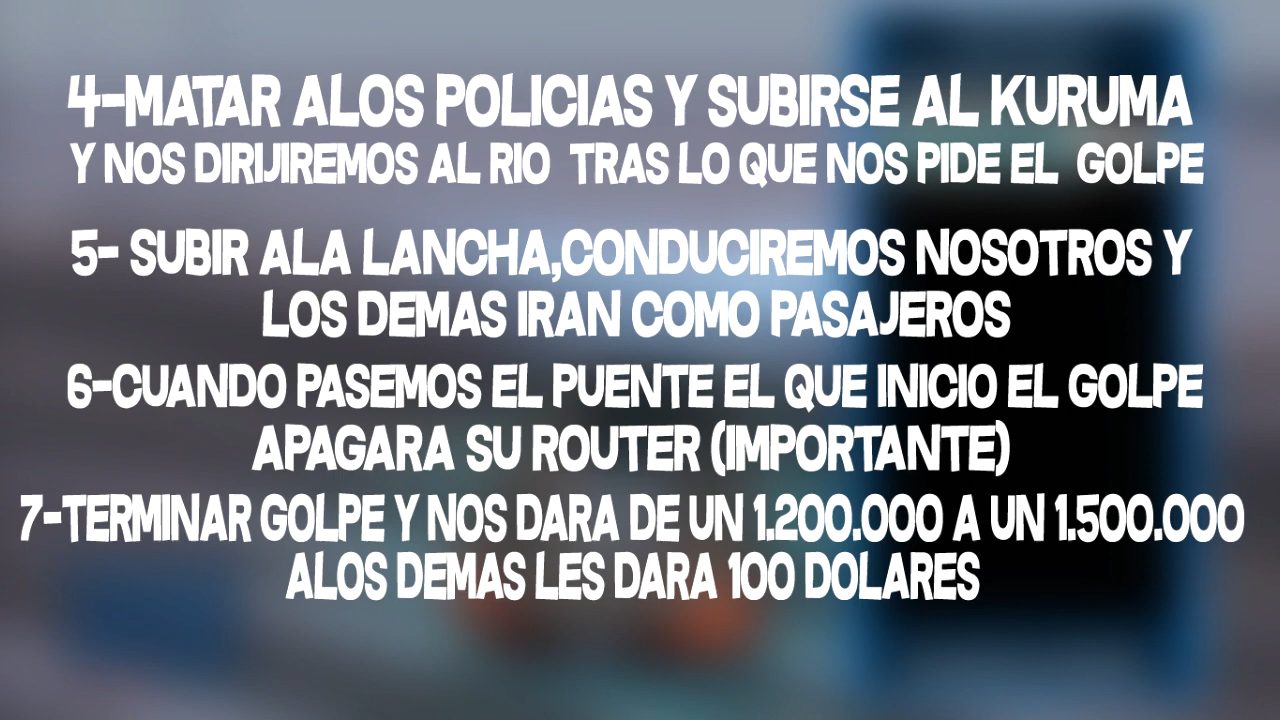 4-MATAR ALOS POLICIAS Y SUBIRSE AL KURUMA
Y NOS DIRIJIREMOS AL RIO TRAS LO QUE NOS PIDE EL GOLPE
5- SUBIR ALA LANCHA,CONDUCIREMOS NOSOTROS Y
LOS DEMAS IRAN COMO PASAJEROS
6-CUANDO PASEMOS EL PUENTE EL QUE INICIO EL GOLPE
APAGARA SU ROUTER (IMPORTANTE)
7-TERMINAR GOLPE Y NOS DARA DE UN 1.200.000 A UN 1.500.000
ALOS DEMAS LES DARA 100 DOLARES